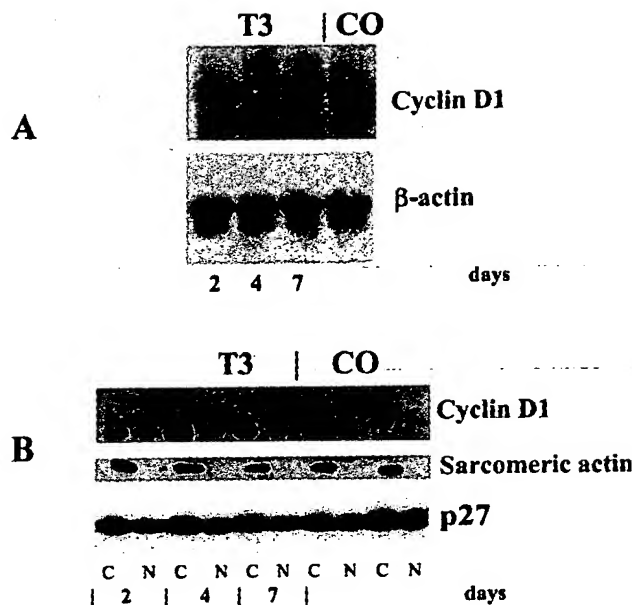 T3 | CO
Cyclin D1
A
β-actin
2 4 7 days
T3 | CO
Cyclin D1
B
Sarcomeric actin
p27
C N C N C N C N C N
| 2 | 4 | 7 | days